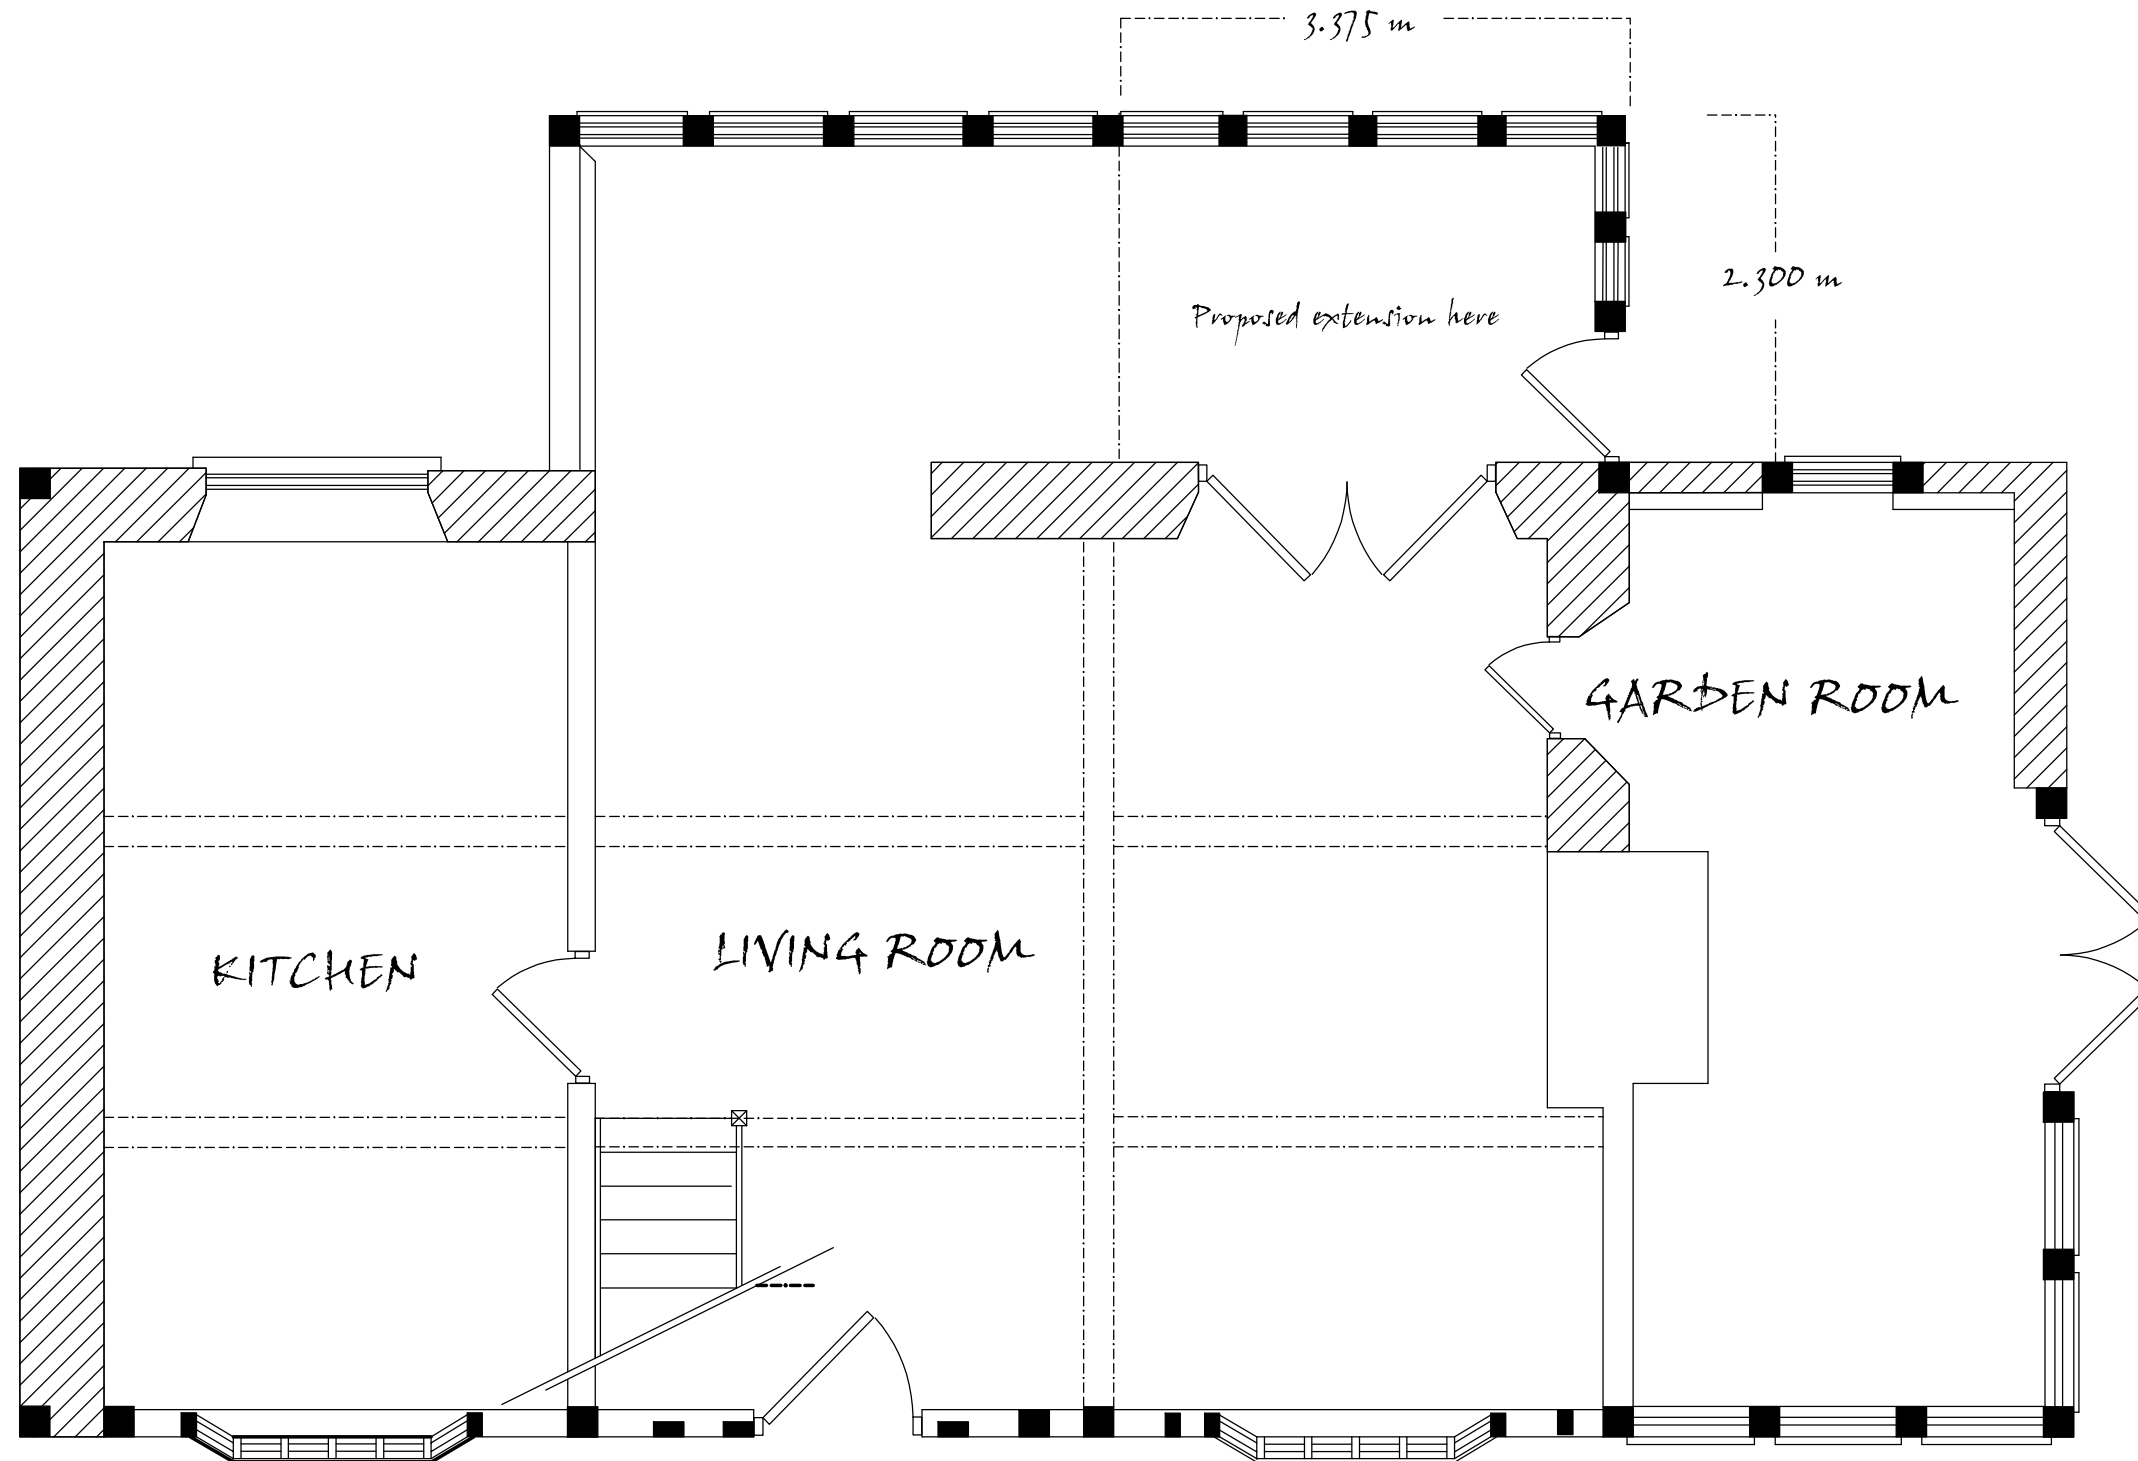 3.375 m
2.300 m
Proposed extension here
GARDEN ROOM
LIVING ROOM
KITCHEN